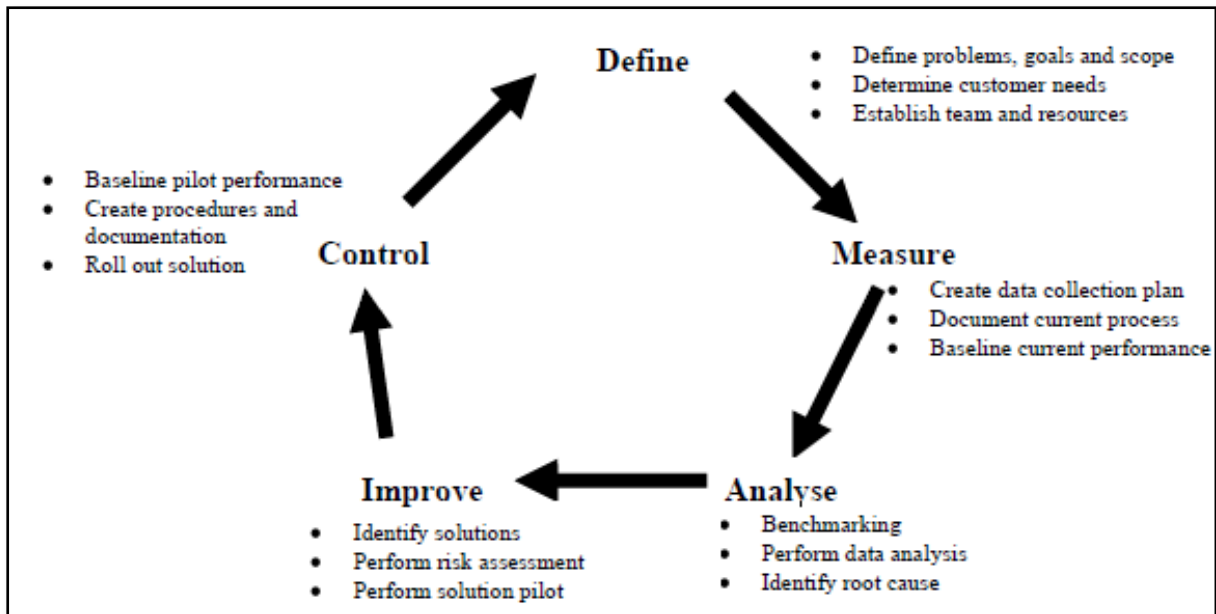 Define
• Define problems, goals and scope
• Determine customer needs
• Establish team and resources
Measure
• Create data collection plan
• Document current process
• Baseline current performance
Analyse
• Benchmarking
• Perform data analysis
• Identify root cause
Improve
• Identify solutions
• Perform risk assessment
• Perform solution pilot
Control
• Baseline pilot performance
• Create procedures and
documentation
• Roll out solution